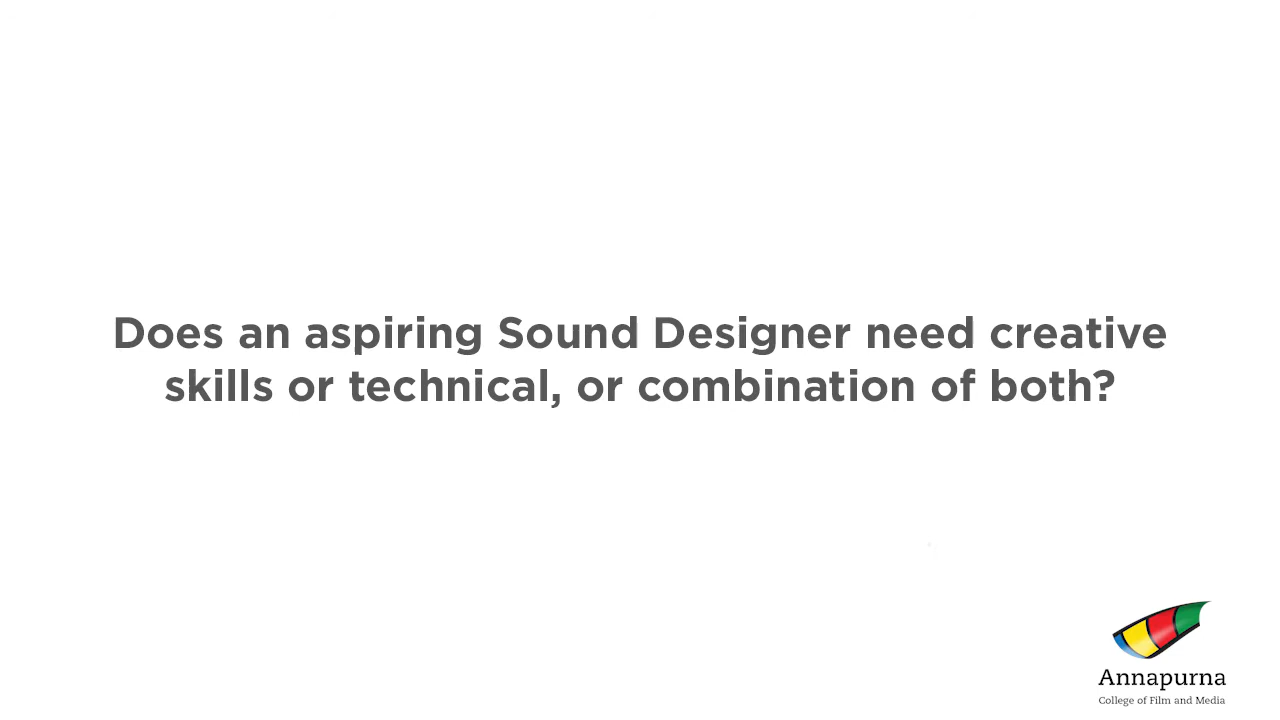 Does an aspiring Sound Designer need creative
skills or technical, or combination of both?
Annapurna
College of Film and Media